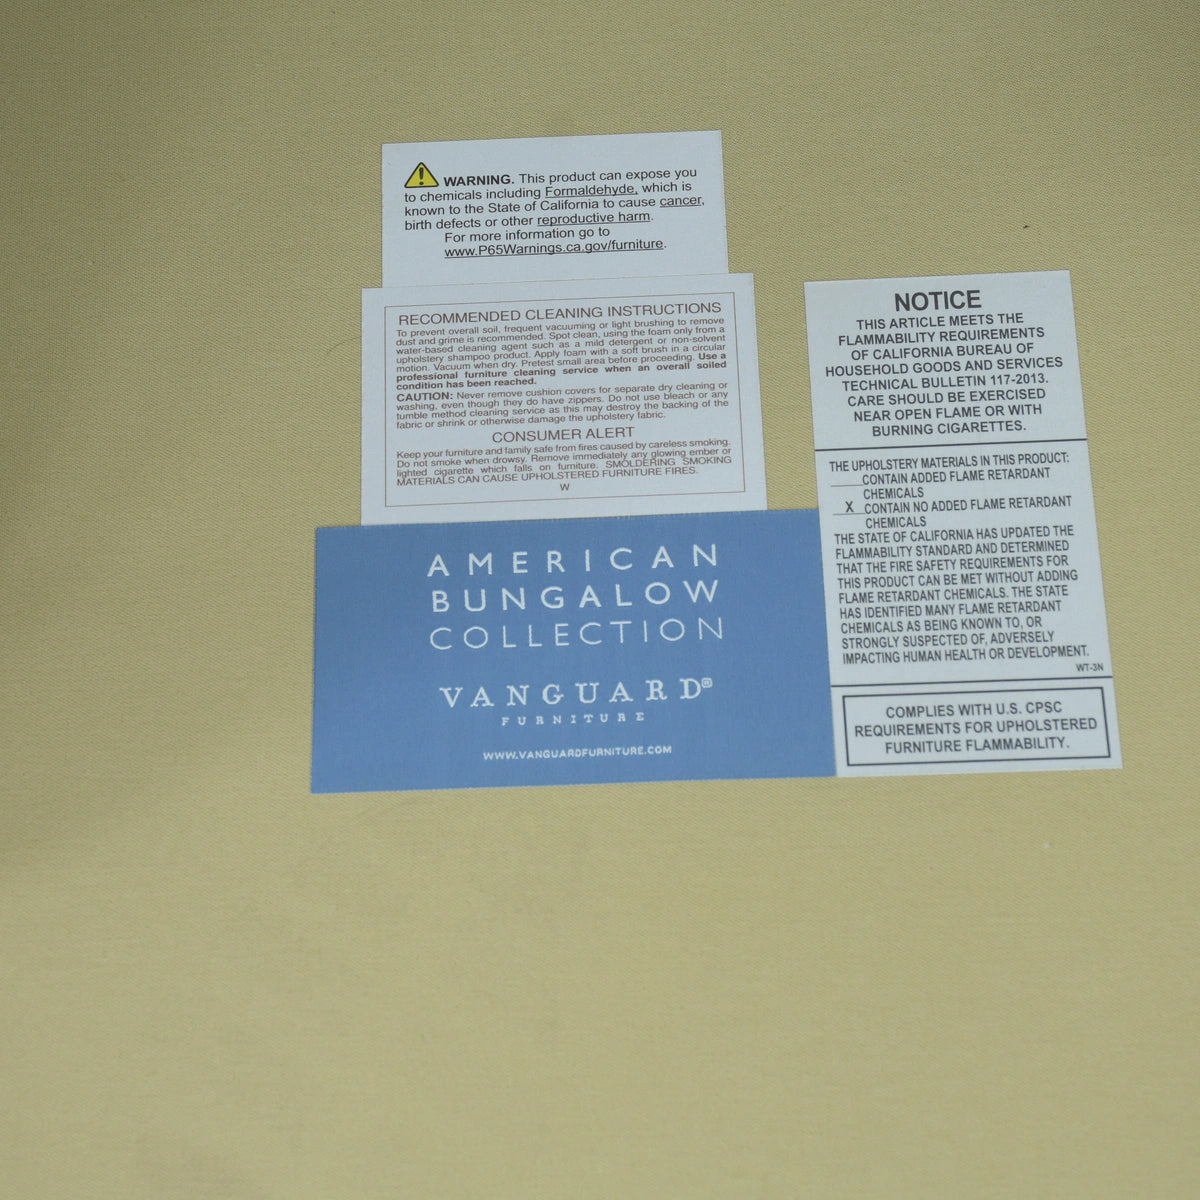 WARNING. This product can expose you
to chemicals including Formaldehyde, which is
known to the State of California to cause cancer,
birth defects or other reproductive harm.
For more information go to
www.P65Warnings.ca.gov/furniture.
RECOMMENDED CLEANING INSTRUCTIONS
To prevent overall soil, frequent vacuuming or light brushing to remove
dust and grime is recommended. Spot clean, using the foam only from a
water-based cleaning agent such as a mild detergent or non-solvent
upholstery shampoo product. Apply foam with a soft brush in a circular
motion. Vacuum when dry. Pretest small area before proceeding. Use a
professional furniture cleaning service when an overall soiled
condition has been reached.
CAUTION: Never remove cushion covers for separate dry cleaning or
washing, even though they do have zippers. Do not use bleach or any
tumble method cleaning service as this may destroy the backing of the
fabric or shrink or otherwise damage the upholstery fabric.
CONSUMER ALERT
Keep your furniture and family safe from fires caused by careless smoking.
Do not smoke when drowsy. Remove immediately any glowing ember or
lighted cigarette which falls on furniture. SMOLDERING SMOKING
MATERIALS CAN CAUSE UPHOLSTERED FURNITURE FIRES.
W
AMERICAN
BUNGALOW
COLLECTION
VANGUARD®
FURNITURE
WWW.VANGUARDFURNITURE.COM
NOTICE
THIS ARTICLE MEETS THE
FLAMMABILITY REQUIREMENTS
OF CALIFORNIA BUREAU OF
HOUSEHOLD GOODS AND SERVICES
TECHNICAL BULLETIN 117-2013.
CARE SHOULD BE EXERCISED
NEAR OPEN FLAME OR WITH
BURNING CIGARETTES.
THE UPHOLSTERY MATERIALS IN THIS PRODUCT:
CONTAIN ADDED FLAME RETARDANT
CHEMICALS
X CONTAIN NO ADDED FLAME RETARDANT
CHEMICALS
THE STATE OF CALIFORNIA HAS UPDATED THE
FLAMMABILITY STANDARD AND DETERMINED
THAT THE FIRE SAFETY REQUIREMENTS FOR
THIS PRODUCT CAN BE MET WITHOUT ADDING
FLAME RETARDANT CHEMICALS. THE STATE
HAS IDENTIFIED MANY FLAME RETARDANT
CHEMICALS AS BEING KNOWN TO, OR
STRONGLY SUSPECTED OF, ADVERSELY
IMPACTING HUMAN HEALTH OR DEVELOPMENT.
WT-3N
COMPLIES WITH U.S. CPSC
REQUIREMENTS FOR UPHOLSTERED
FURNITURE FLAMMABILITY.